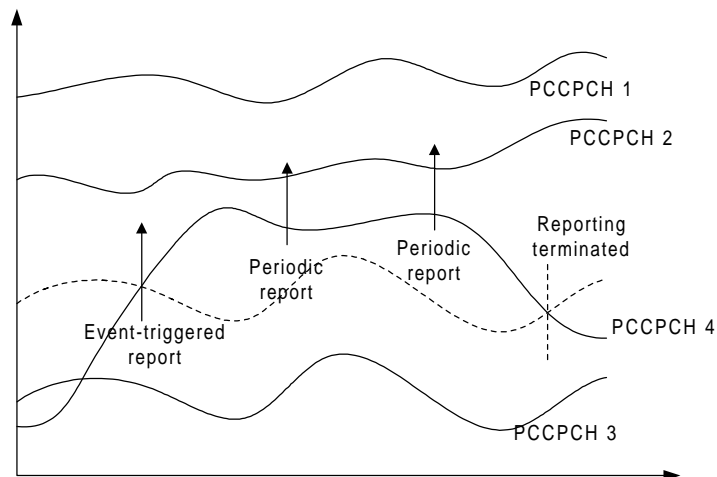 PCCPCH 1
PCCPCH 2
Reporting
terminated
Periodic
report
Periodic
report
Event-triggered
report
PCCPCH 4
PCCPCH 3